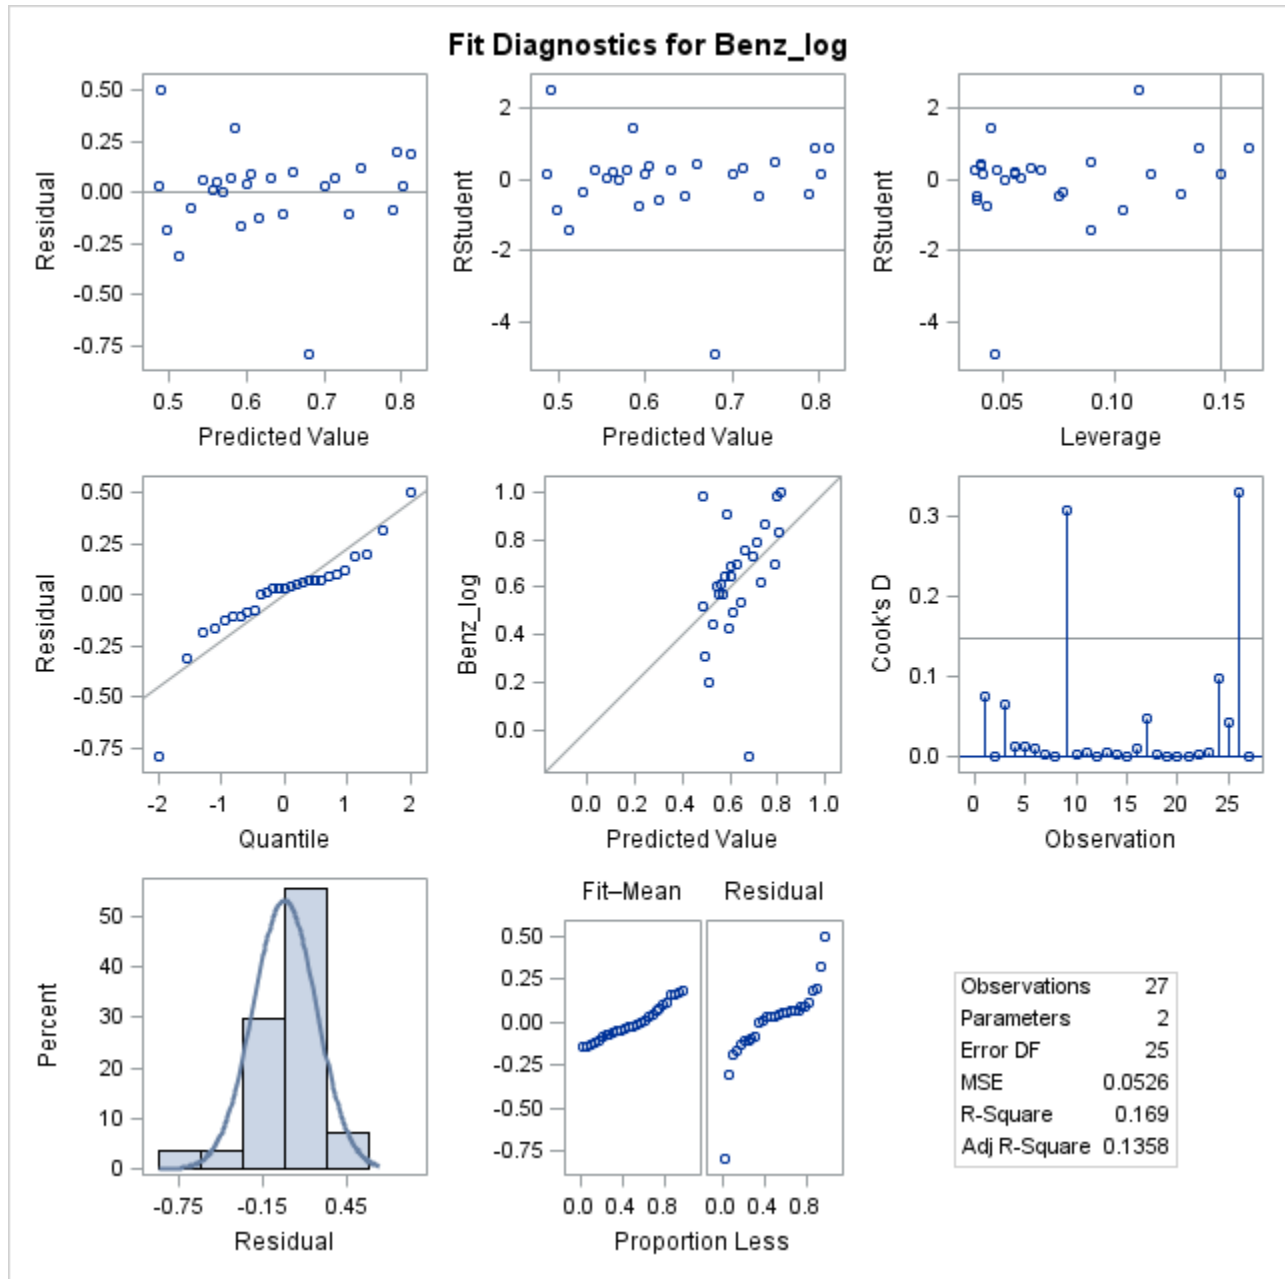 Fit Diagnostics for Benz_log
0.50
0.25
0.00
-0.25
-0.50
-0.75
Residual
0.5 0.6 0.7 0.8
Predicted Value
2
0
-2
-4
RStudent
0.5 0.6 0.7 0.8
Predicted Value
2
0
-2
-4
RStudent
0.05 0.10 0.15
Leverage
0.50
0.25
0.00
-0.25
-0.50
-0.75
Residual
-2 -1 0 1 2
Quantile
1.0
0.8
0.6
0.4
0.2
0.0
Benz_log
0.0 0.2 0.4 0.6 0.8 1.0
Predicted Value
0.3
0.2
0.1
0.0
Cook's D
0 5 10 15 20 25
Observation
50
40
30
20
10
0
Percent
-0.75 -0.15 0.45
Residual
Fit–Mean Residual
0.50
0.25
0.00
-0.25
-0.50
-0.75
0.0 0.4 0.8 0.0 0.4 0.8
Proportion Less
Observations 27
Parameters 2
Error DF 25
MSE 0.0526
R-Square 0.169
Adj R-Square 0.1358